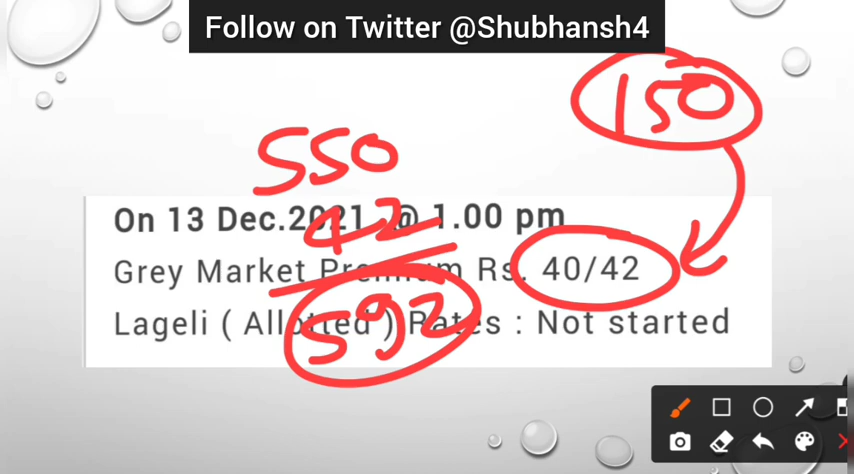 Follow on Twitter @Shubhansh4
150
550
On 13 Dec.2021 @ 1.00 pm
42
Grey Market Premium Rs. 40/42
592
Lageli ( Allotted ) Rates : Not started